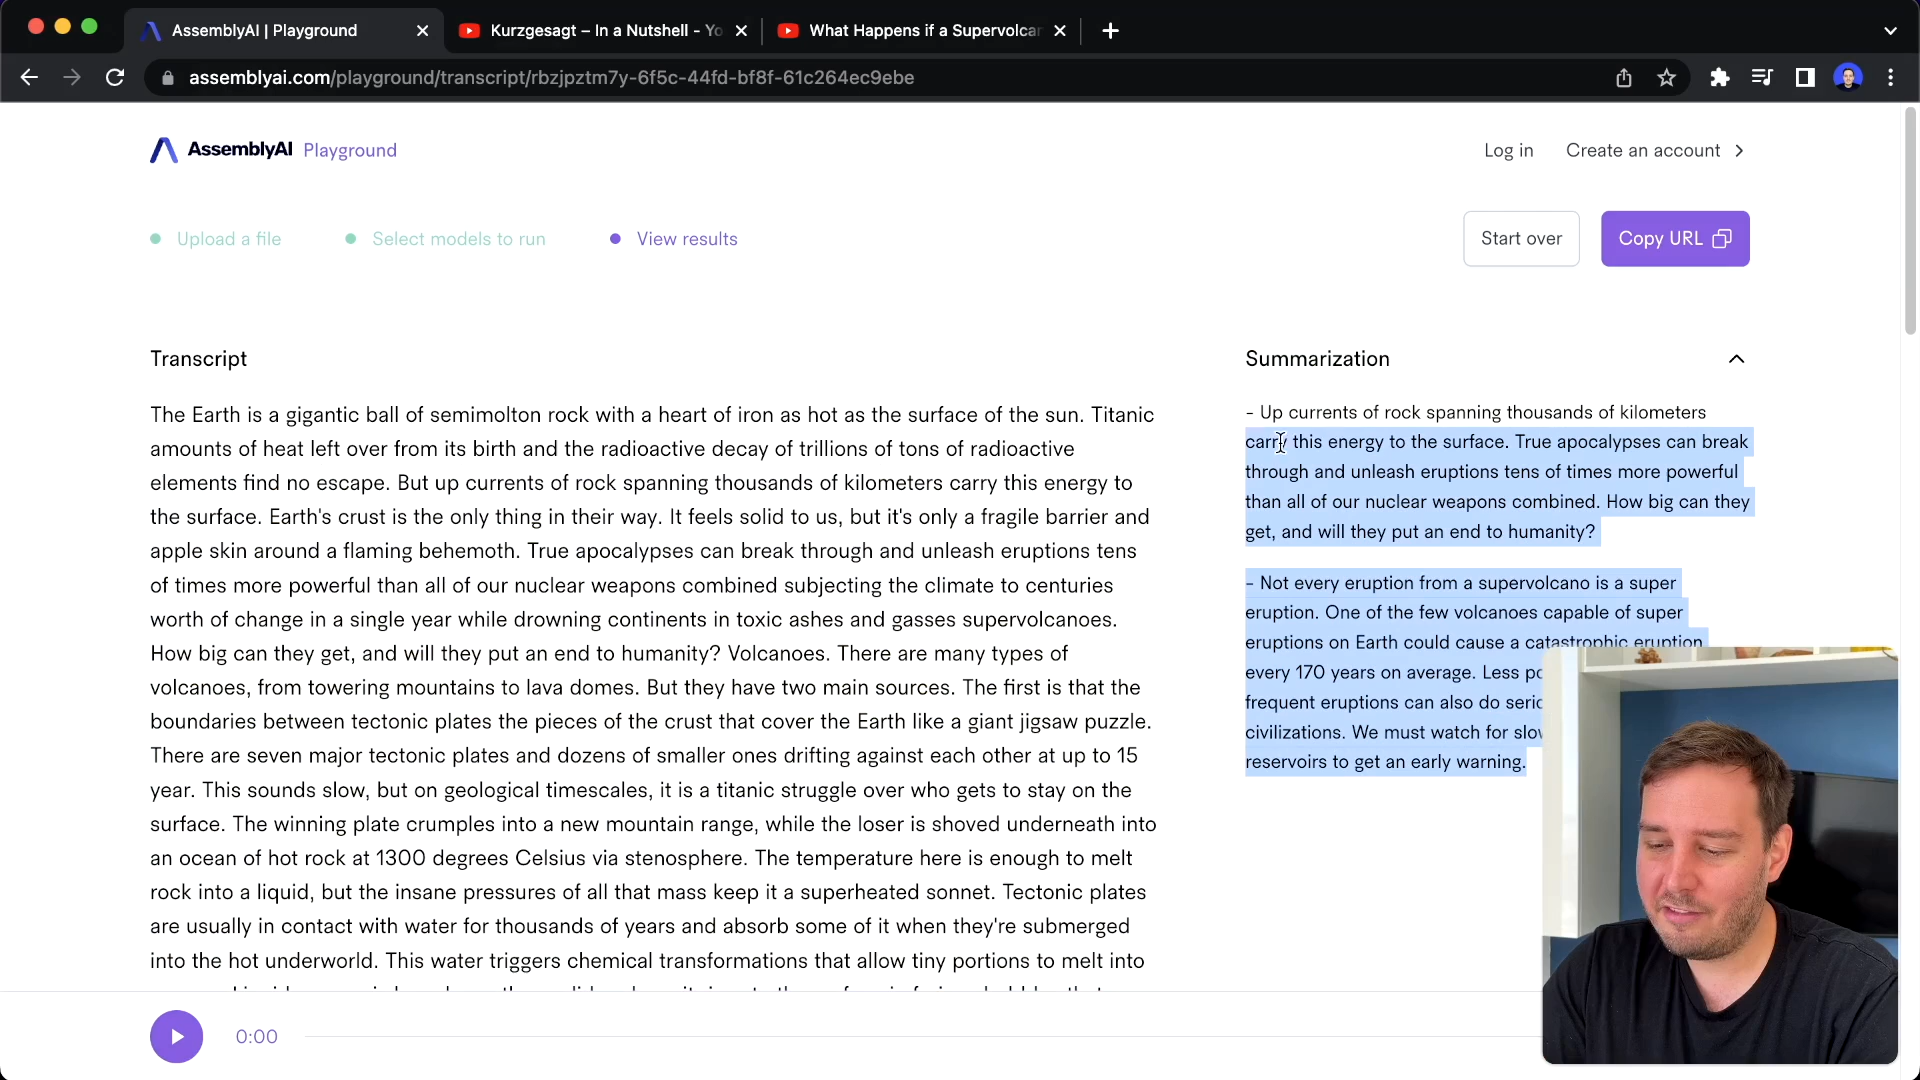 AssemblyAI | Playground
Kurzgesagt – In a Nutshell - Yo
What Happens if a Supervolcan
assemblyai.com/playground/transcript/rbzjpztm7y-6f5c-44fd-bf8f-61c264ec9ebe
AssemblyAI Playground
Log in
Create an account
Upload a file
Select models to run
View results
Start over
Copy URL
Transcript
The Earth is a gigantic ball of semimolton rock with a heart of iron as hot as the surface of the sun. Titanic
amounts of heat left over from its birth and the radioactive decay of trillions of tons of radioactive
elements find no escape. But up currents of rock spanning thousands of kilometers carry this energy to
the surface. Earth's crust is the only thing in their way. It feels solid to us, but it's only a fragile barrier and
apple skin around a flaming behemoth. True apocalypses can break through and unleash eruptions tens
of times more powerful than all of our nuclear weapons combined subjecting the climate to centuries
worth of change in a single year while drowning continents in toxic ashes and gasses supervolcanoes.
How big can they get, and will they put an end to humanity? Volcanoes. There are many types of
volcanoes, from towering mountains to lava domes. But they have two main sources. The first is that the
boundaries between tectonic plates the pieces of the crust that cover the Earth like a giant jigsaw puzzle.
There are seven major tectonic plates and dozens of smaller ones drifting against each other at up to 15
year. This sounds slow, but on geological timescales, it is a titanic struggle over who gets to stay on the
surface. The winning plate crumples into a new mountain range, while the loser is shoved underneath into
an ocean of hot rock at 1300 degrees Celsius via stenosphere. The temperature here is enough to melt
rock into a liquid, but the insane pressures of all that mass keep it a superheated sonnet. Tectonic plates
are usually in contact with water for thousands of years and absorb some of it when they're submerged
into the hot underworld. This water triggers chemical transformations that allow tiny portions to melt into
Summarization
- Up currents of rock spanning thousands of kilometers
carry this energy to the surface. True apocalypses can break
through and unleash eruptions tens of times more powerful
than all of our nuclear weapons combined. How big can they
get, and will they put an end to humanity?
- Not every eruption from a supervolcano is a super
eruption. One of the few volcanoes capable of super
eruptions on Earth could cause a catastrophic eruption
every 170 years on average. Less po
frequent eruptions can also do serio
civilizations. We must watch for slow
reservoirs to get an early warning.
0:00